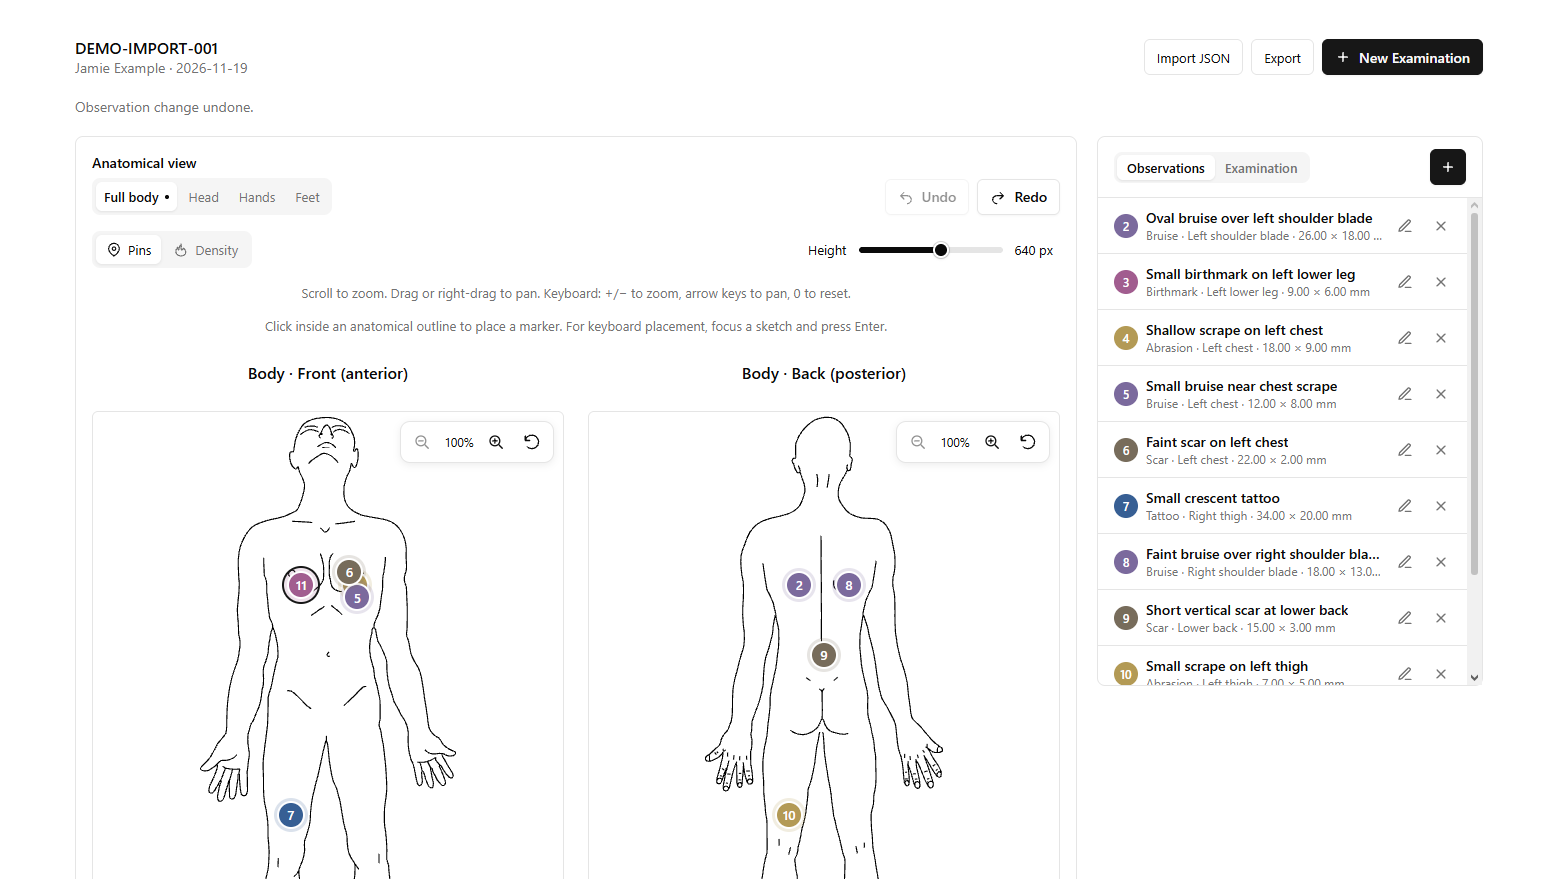 DEMO-IMPORT-001
Jamie Example · 2026-11-19
Import JSON
Export
+ New Examination
Observation change undone.
Anatomical view
Full body •
Head
Hands
Feet
Undo
Redo
Pins
Density
Height
640 px
Scroll to zoom. Drag or right-drag to pan. Keyboard: +/− to zoom, arrow keys to pan, 0 to reset.
Click inside an anatomical outline to place a marker. For keyboard placement, focus a sketch and press Enter.
Body · Front (anterior)
100%
11
6
5
7
Body · Back (posterior)
100%
2
8
9
10
Observations
Examination
+
2
Oval bruise over left shoulder blade
Bruise · Left shoulder blade · 26.00 × 18.00 ...
3
Small birthmark on left lower leg
Birthmark · Left lower leg · 9.00 × 6.00 mm
4
Shallow scrape on left chest
Abrasion · Left chest · 18.00 × 9.00 mm
5
Small bruise near chest scrape
Bruise · Left chest · 12.00 × 8.00 mm
6
Faint scar on left chest
Scar · Left chest · 22.00 × 2.00 mm
7
Small crescent tattoo
Tattoo · Right thigh · 34.00 × 20.00 mm
8
Faint bruise over right shoulder bla...
Bruise · Right shoulder blade · 18.00 × 13.0...
9
Short vertical scar at lower back
Scar · Lower back · 15.00 × 3.00 mm
10
Small scrape on left thigh
Abrasion · Left thigh · 7.00 × 5.00 mm